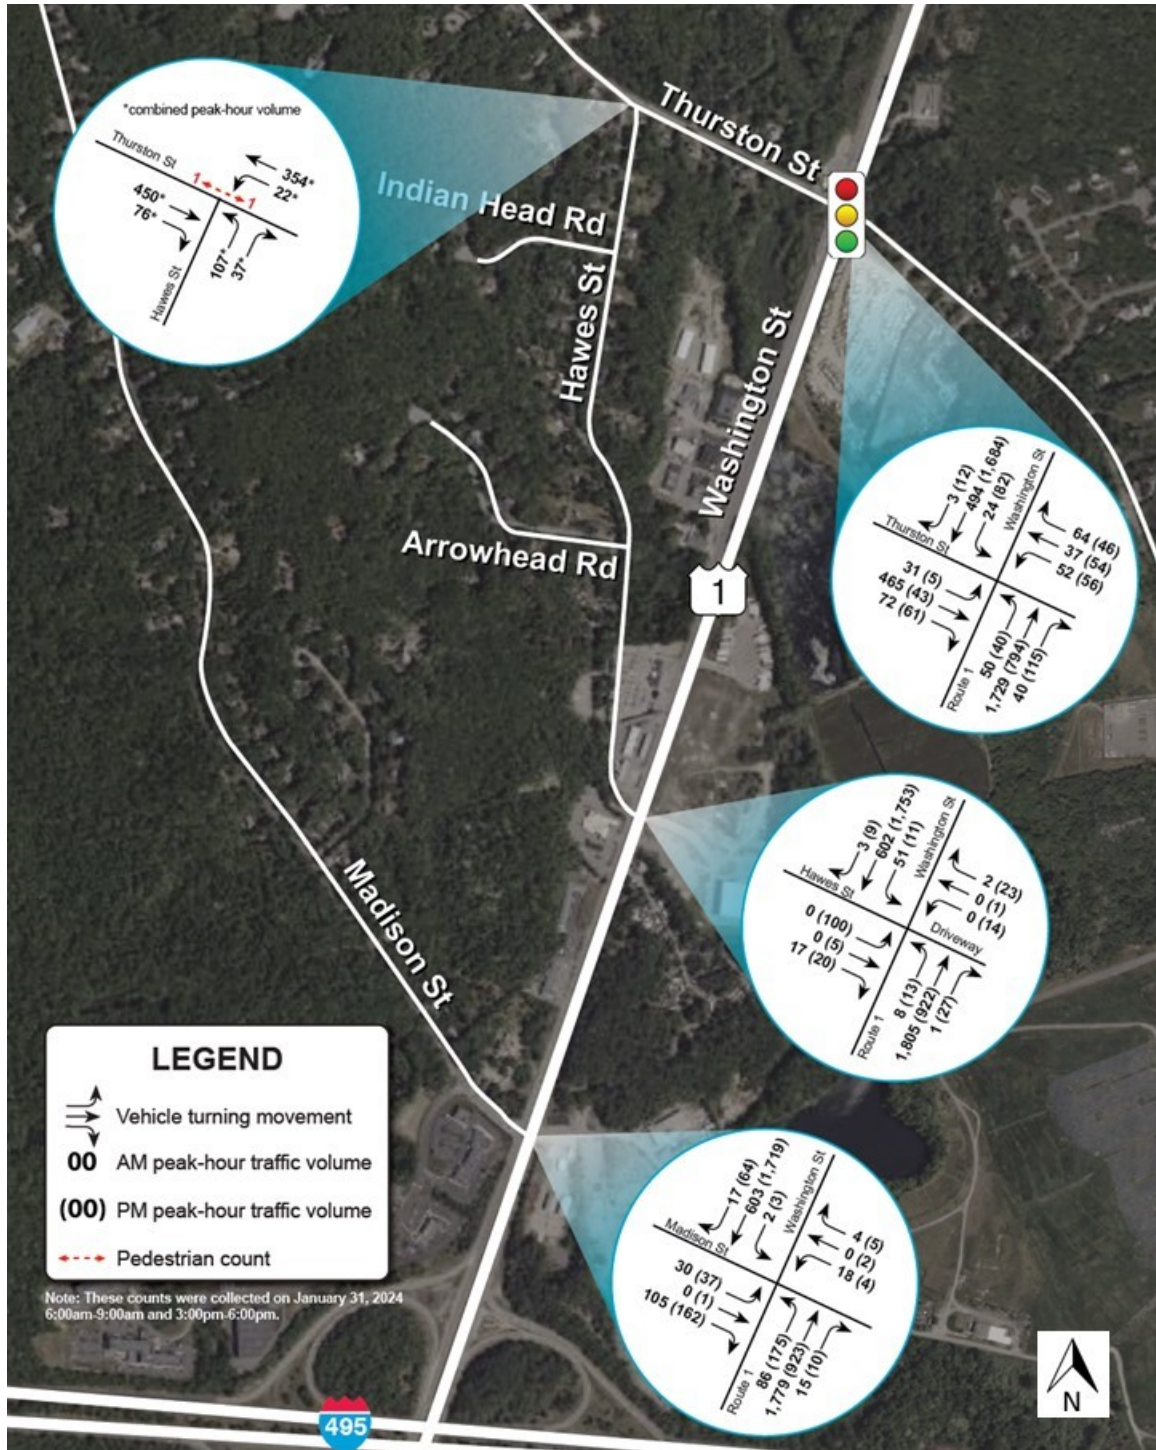 *combined peak-hour volume
Thurston St
1
1
354*
22*
450*
76*
107*
37*
Hawes St
Thurston St
Indian Head Rd
Hawes St
Washington St
Arrowhead Rd
1
3 (12)
494 (1,684)
24 (82)
Washington St
Thurston St
64 (46)
37 (54)
52 (56)
31 (5)
465 (43)
72 (61)
50 (40)
1,729 (794)
40 (115)
Route 1
3 (9)
602 (1,753)
51 (11)
Washington St
Hawes St
2 (23)
0 (1)
0 (14)
Driveway
0 (100)
0 (5)
17 (20)
8 (13)
1,805 (922)
1 (27)
Route 1
Madison St
17 (64)
603 (1,719)
2 (3)
Washington St
Madison St
4 (5)
0 (2)
18 (4)
30 (37)
0 (1)
105 (162)
86 (175)
1,779 (923)
15 (10)
Route 1
LEGEND
Vehicle turning movement
00 AM peak-hour traffic volume
(00) PM peak-hour traffic volume
Pedestrian count
Note: These counts were collected on January 31, 2024
6:00am-9:00am and 3:00pm-6:00pm.
495
N